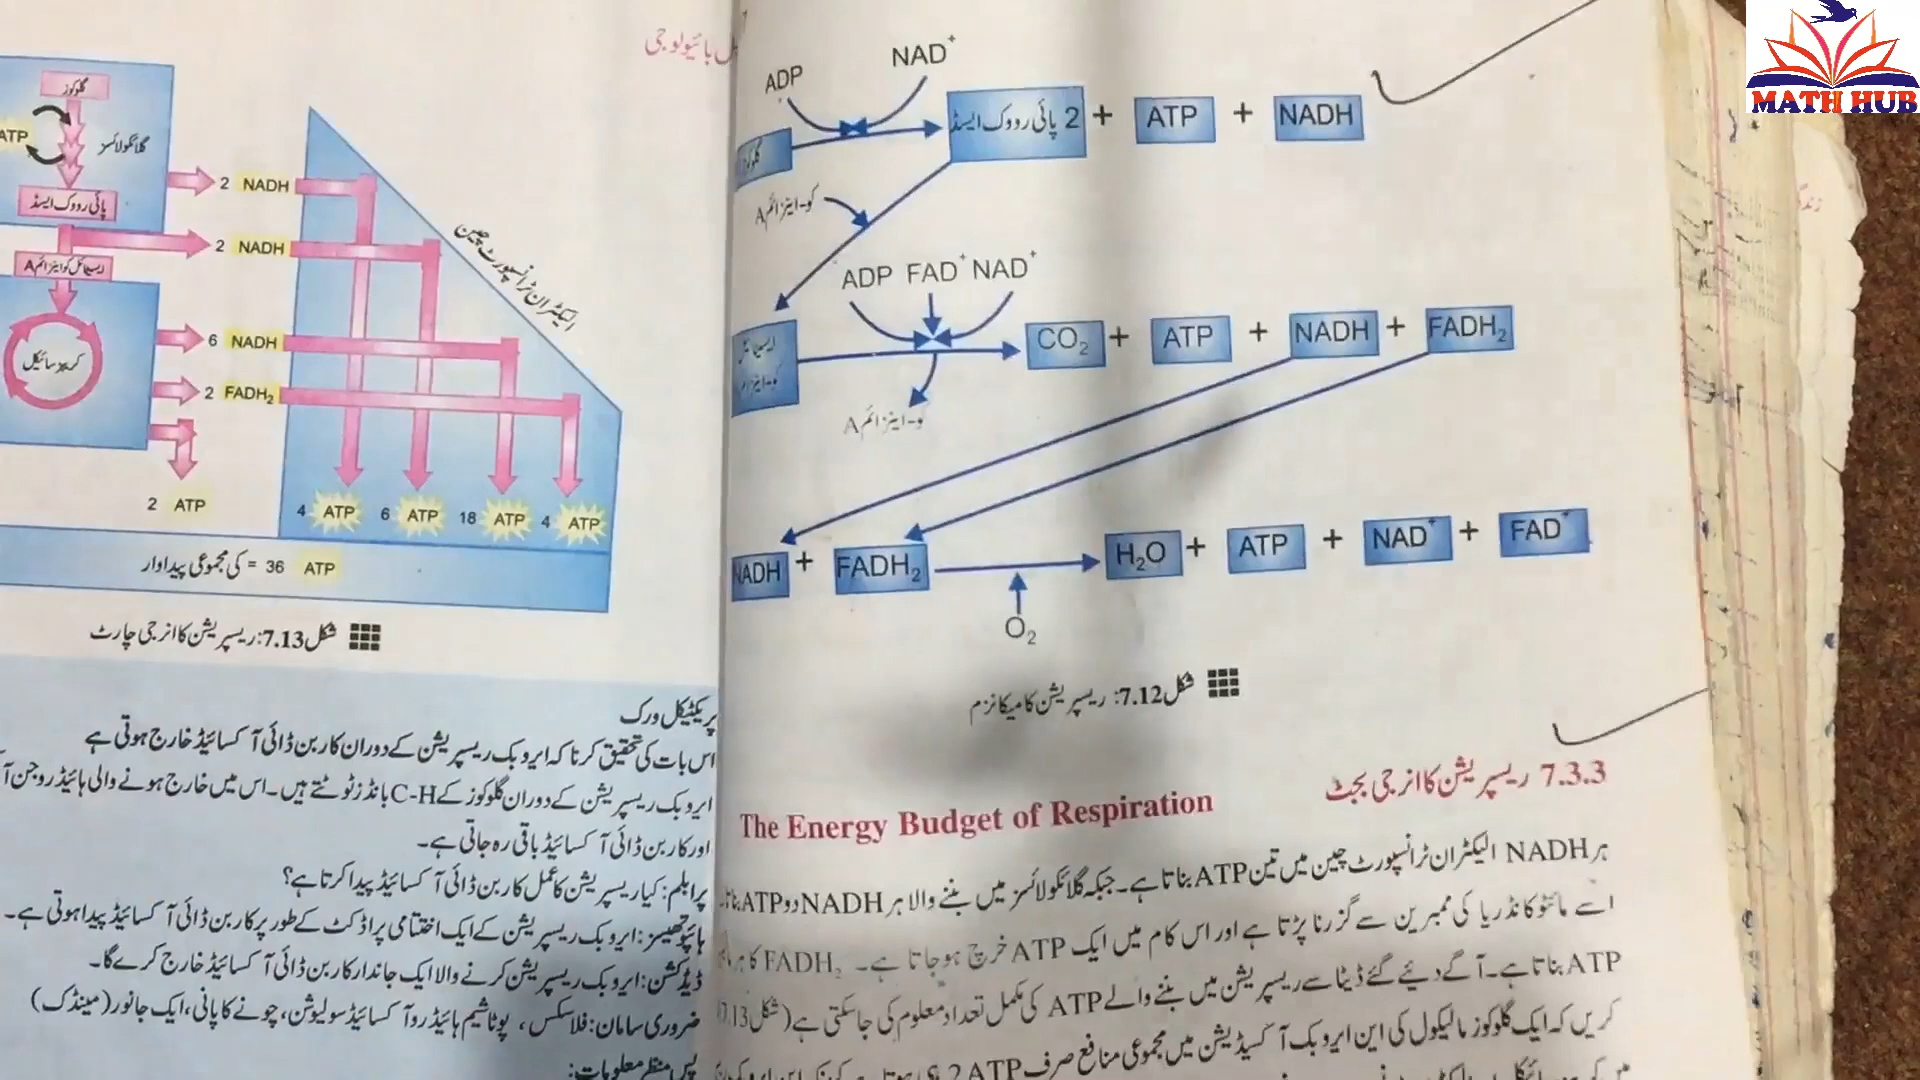 MATH HUB
گلوکوز
ATP
گلائکولائسز
پائی رووک ایسڈ
2 NADH
2 NADH
ایسیٹائل کو اینزائم A
کریبز سائیکل
6 NADH
2 FADH₂
2 ATP
الیکٹران ٹرانسپورٹ چین
4 ATP 6 ATP 18 ATP 4 ATP
ATP 36 = کی مجموعی پیداوار
شکل 7.13: ریسپریشن کا انرجی چارٹ
پریکٹیکل ورک
اس بات کی تحقیق کرنا کہ ایروبک ریسپریشن کے دوران کاربن ڈائی آکسائیڈ خارج ہوتی ہے
ایروبک ریسپریشن کے دوران گلوکوز کے C-H بانڈز ٹوٹتے ہیں۔ اس میں خارج ہونے والی ہائیڈروجن
اور کاربن ڈائی آکسائیڈ باقی رہ جاتی ہے۔
پرابلم: کیا ریسپریشن کا عمل کاربن ڈائی آکسائیڈ پیدا کرتا ہے؟
ہائپوتھیسز: ایروبک ریسپریشن کے ایک اختتامی پراڈکٹ کے طور پر کاربن ڈائی آکسائیڈ پیدا ہوتی ہے۔
ڈیڈکشن: ایروبک ریسپریشن کرنے والا ایک جاندار کاربن ڈائی آکسائیڈ خارج کرے گا۔
ضروری سامان: فلاسکس، پوٹاشیم ہائیڈروآکسائیڈ سولیوشن، چونے کا پانی، ایک جانور (مینڈک)
پس منظر معلومات:
ADP NAD⁺
گلوکوز
2 پائی رووک ایسڈ + ATP + NADH
کو-اینزائم A
ADP FAD⁺ NAD⁺
ایسیٹائل
کو-اینزائم
CO₂ + ATP + NADH + FADH₂
کو-اینزائم A
NADH + FADH₂
H₂O + ATP + NAD⁺ + FAD⁺
O₂
شکل 7.12: ریسپریشن کا میکانزم
7.3.3 ریسپریشن کا انرجی بجٹ
The Energy Budget of Respiration
ہر NADH الیکٹران ٹرانسپورٹ چین میں تین ATP بناتا ہے۔ جبکہ گلائکولائسز میں بننے والا ہر NADH دو ATP
اسے مائٹوکانڈریا کی ممبرین سے گزرنا پڑتا ہے اور اس کام میں ایک ATP خرچ ہو جاتا ہے۔ FADH₂ کا ہر
ATP بناتا ہے۔ آگے دیئے گئے ڈیٹا سے ریسپریشن میں بننے والے ATP کی مکمل تعداد معلوم کی جا سکتی ہے (شکل 7.13
کریں کہ ایک گلوکوز مالیکیول کی این ایروبک آکسیڈیشن میں مجموعی منافع صرف 2 ATP